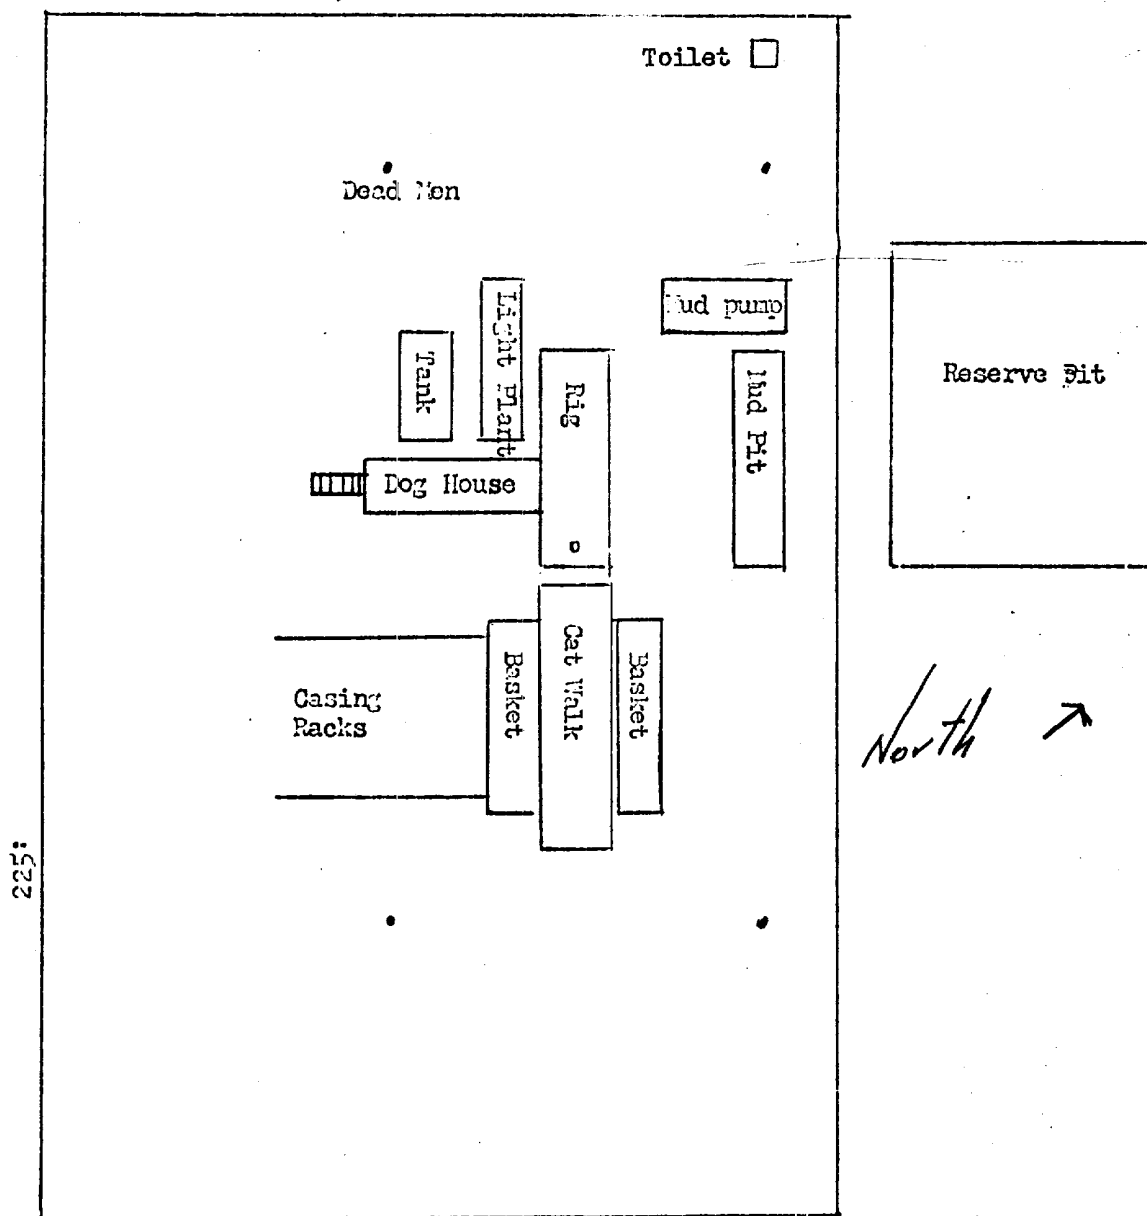 Toilet
Dead Men
Mud pump
Light Plant
Tank
Rig
Mud Pit
Reserve Pit
Dog House
Casing
Racks
Basket
Cat Walk
Basket
North
225'